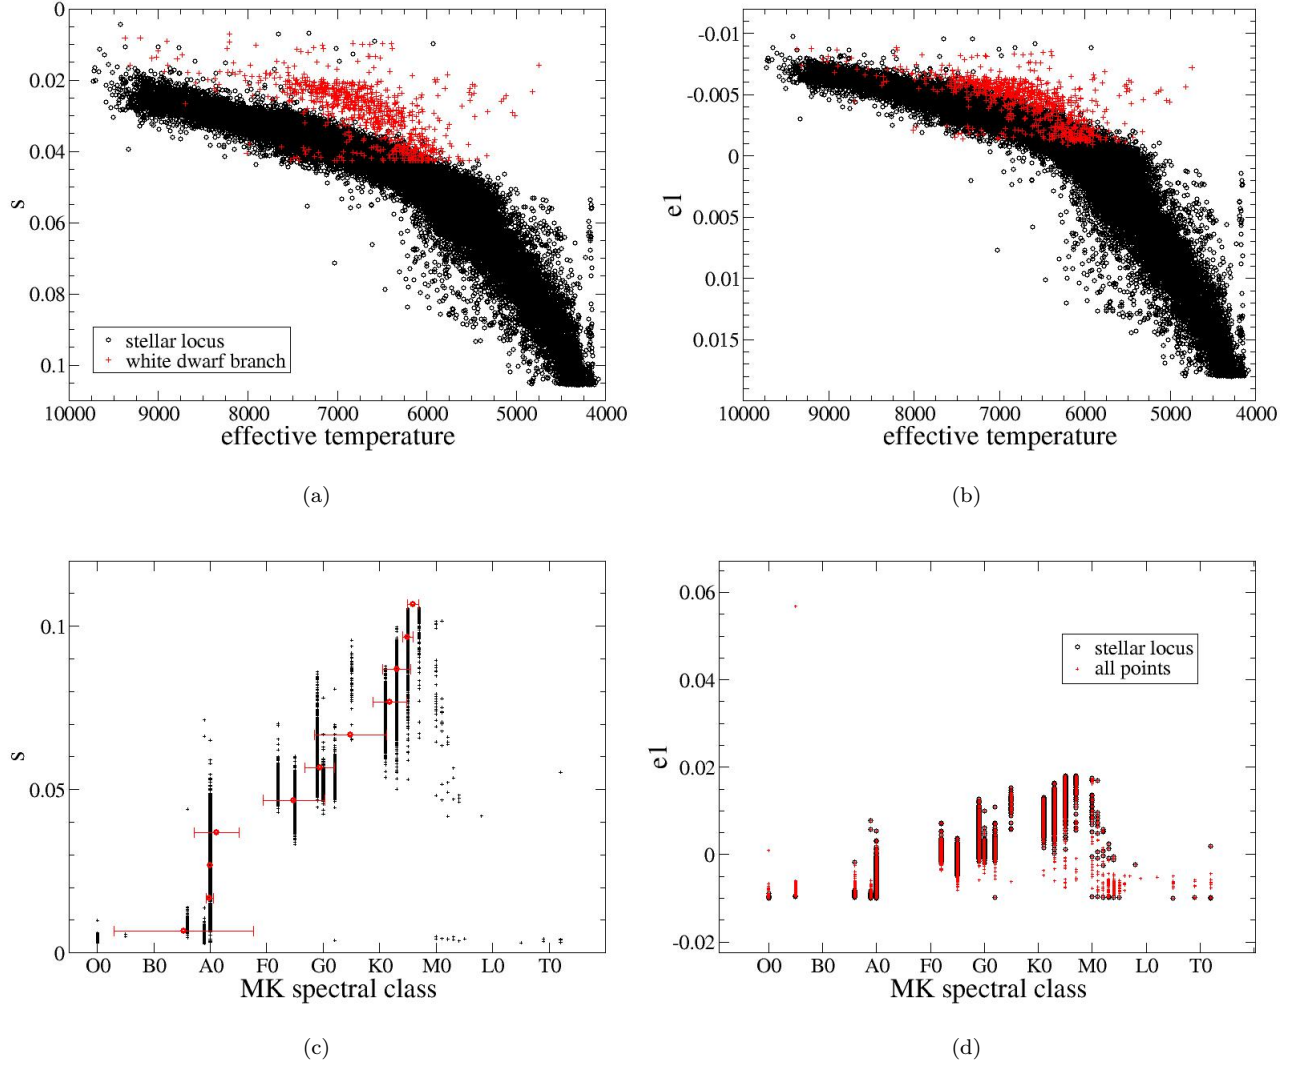 0
0.02
0.04
0.06
0.08
0.1
s
stellar locus
white dwarf branch
10000 9000 8000 7000 6000 5000 4000
effective temperature
(a)
-0.01
-0.005
0
0.005
0.01
0.015
e1
10000 9000 8000 7000 6000 5000 4000
effective temperature
(b)
0.1
0.05
0
s
O0 B0 A0 F0 G0 K0 M0 L0 T0
MK spectral class
(c)
0.06
0.04
0.02
0
-0.02
e1
stellar locus
all points
O0 B0 A0 F0 G0 K0 M0 L0 T0
MK spectral class
(d)